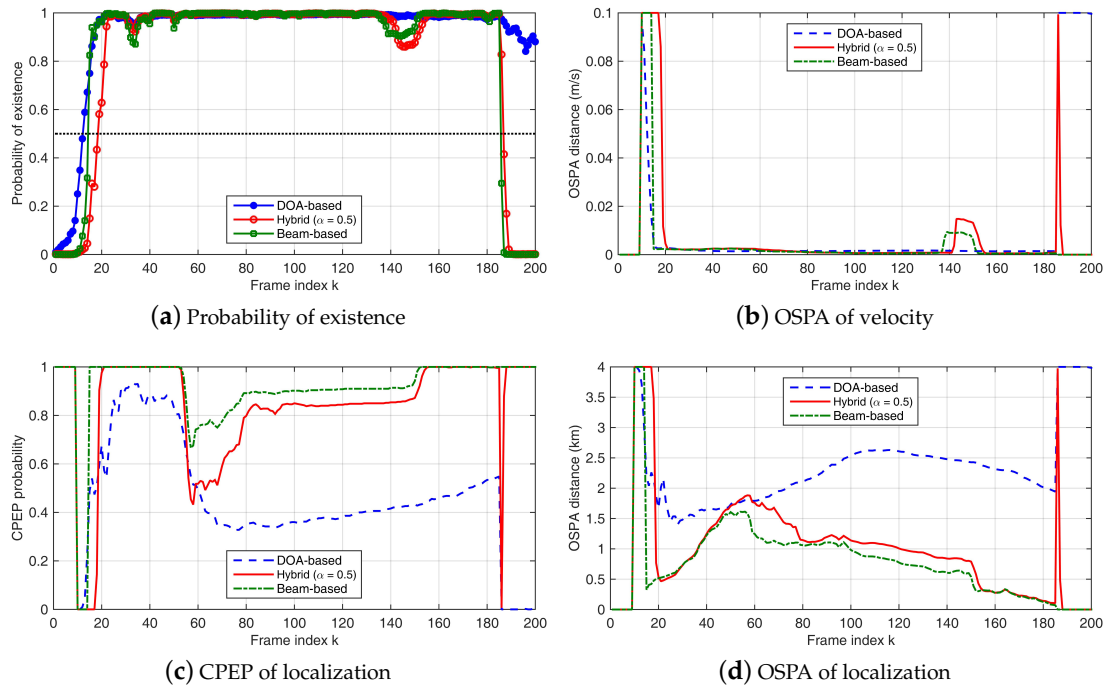 1
0.8
0.6
0.4
0.2
0
Probability of existence
DOA-based
Hybrid (α = 0.5)
Beam-based
0 20 40 60 80 100 120 140 160 180 200
Frame index k
(a) Probability of existence
0.1
0.08
0.06
0.04
0.02
0
OSPA distance (m/s)
DOA-based
Hybrid (α = 0.5)
Beam-based
0 20 40 60 80 100 120 140 160 180 200
Frame index k
(b) OSPA of velocity
1
0.8
0.6
0.4
0.2
0
CPEP probability
DOA-based
Hybrid (α = 0.5)
Beam-based
0 20 40 60 80 100 120 140 160 180 200
Frame index k
(c) CPEP of localization
4
3.5
3
2.5
2
1.5
1
0.5
0
OSPA distance (km)
DOA-based
Hybrid (α = 0.5)
Beam-based
0 20 40 60 80 100 120 140 160 180 200
Frame index k
(d) OSPA of localization